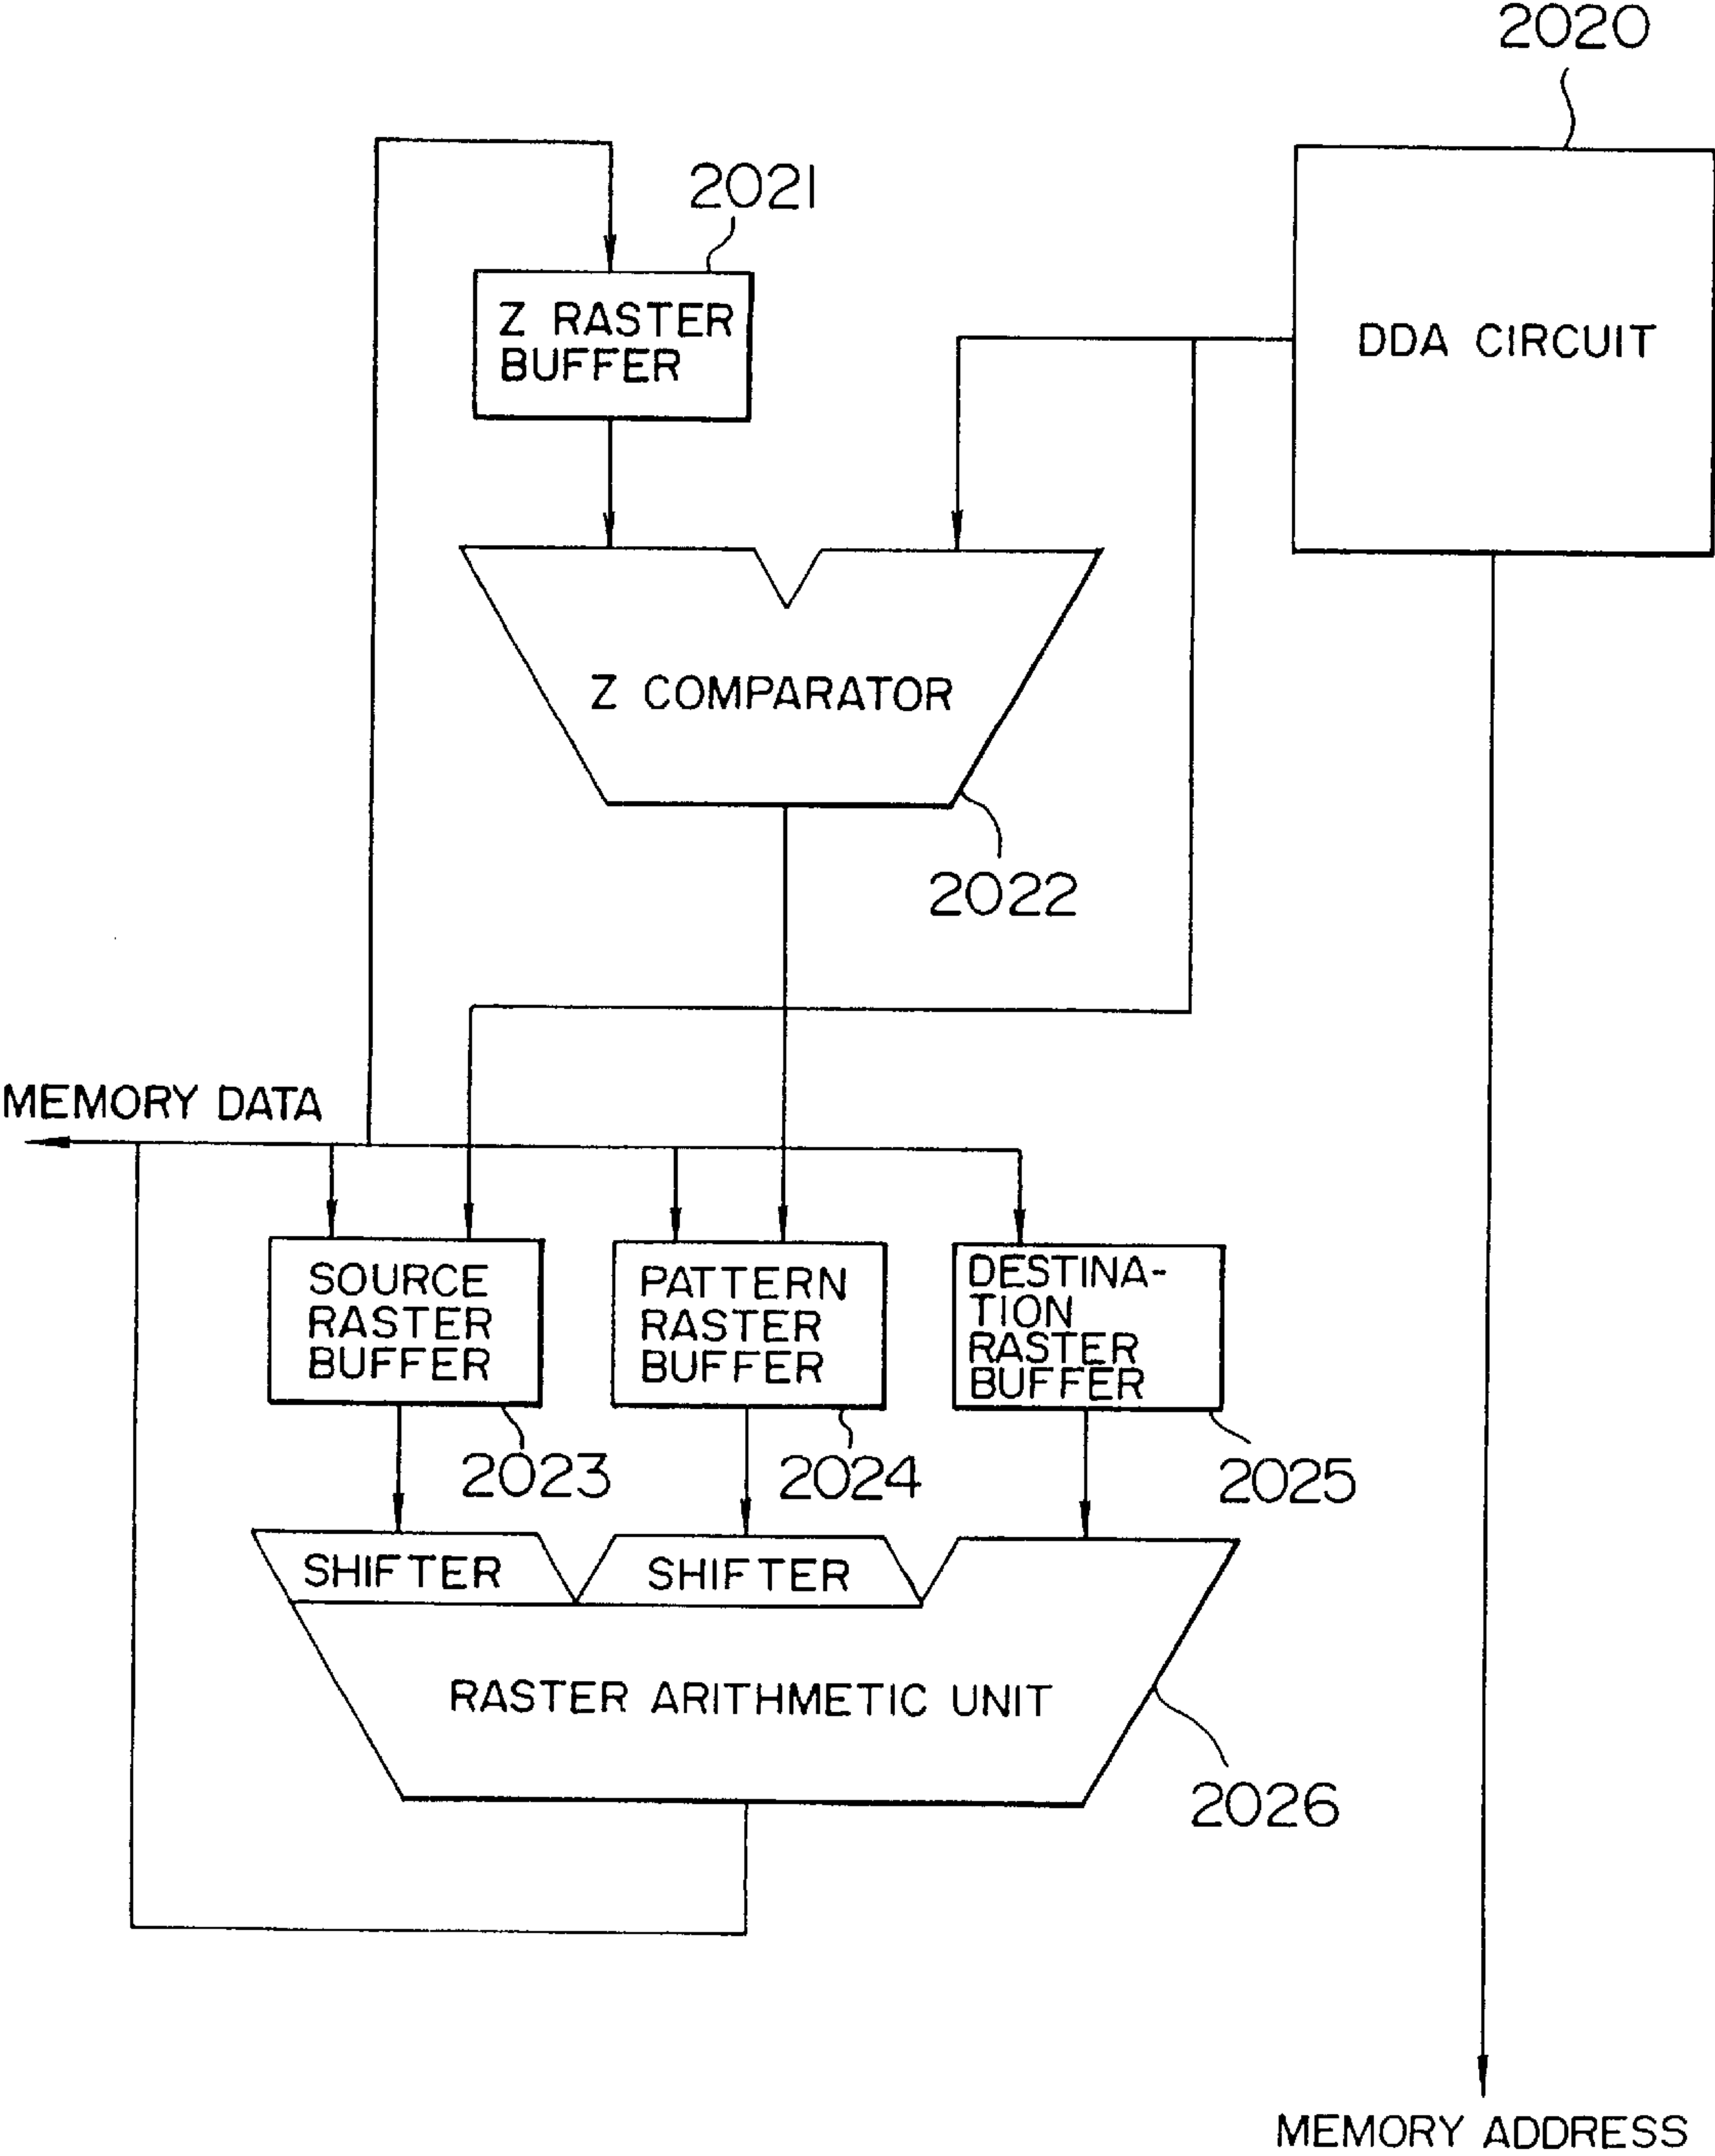 2020
2021
Z RASTER
BUFFER
DDA CIRCUIT
Z COMPARATOR
2022
MEMORY DATA
SOURCE
RASTER
BUFFER
PATTERN
RASTER
BUFFER
DESTINA-
TION
RASTER
BUFFER
2023
2024
2025
SHIFTER
SHIFTER
RASTER ARITHMETIC UNIT
2026
MEMORY ADDRESS